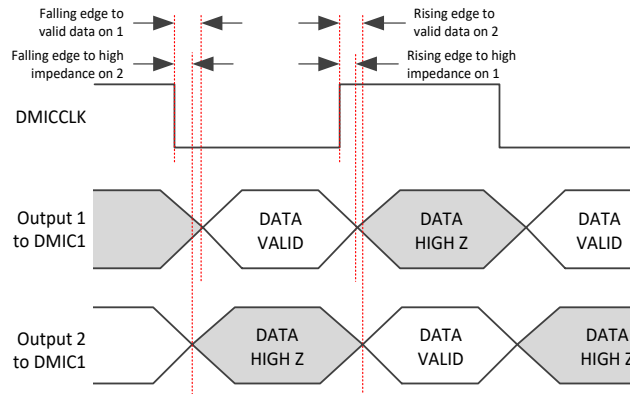 Falling edge to
valid data on 1
Rising edge to
valid data on 2
Falling edge to high
impedance on 2
Rising edge to high
impedance on 1
DMICCLK
Output 1
to DMIC1
DATA
VALID
DATA
HIGH Z
DATA
VALID
Output 2
to DMIC1
DATA
HIGH Z
DATA
VALID
DATA
HIGH Z